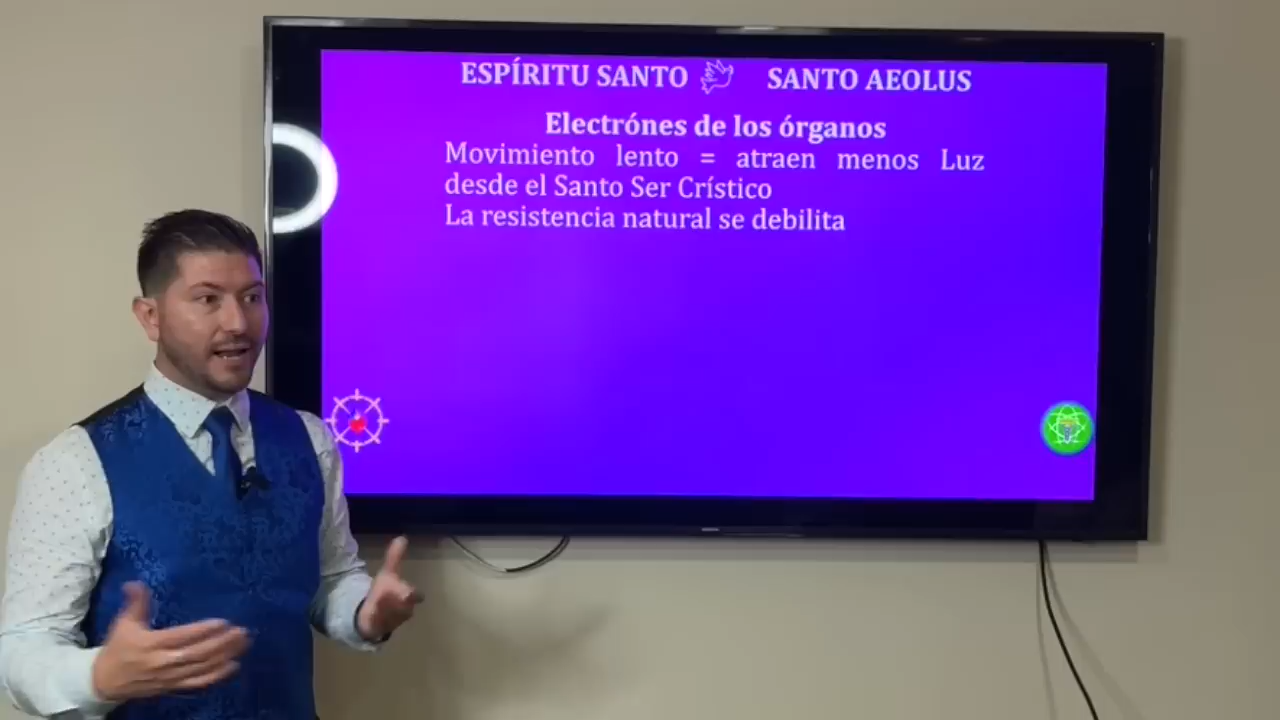 ESPÍRITU SANTO SANTO AEOLUS
Electrónes de los órganos
Movimiento lento = atraen menos Luz
desde el Santo Ser Crístico
La resistencia natural se debilita